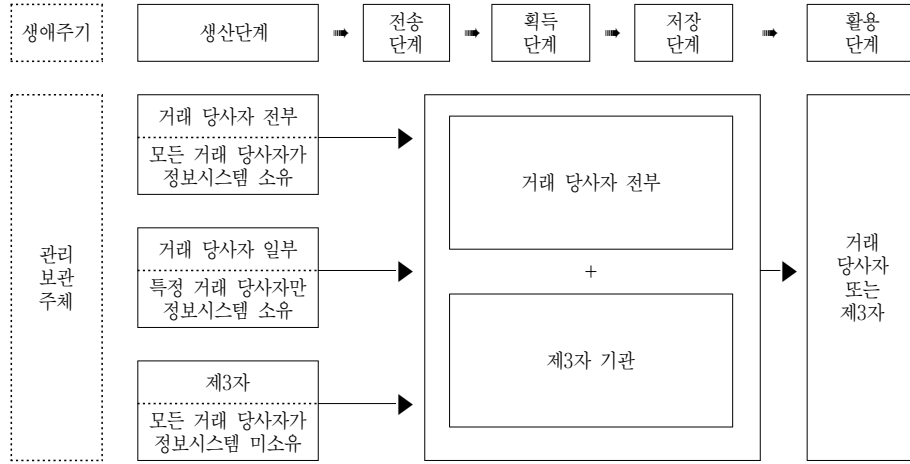 생애주기
생산단계
➠
전송
단계
➠
획득
단계
➠
저장
단계
➠
활용
단계
관리
보관
주체
거래 당사자 전부
모든 거래 당사자가
정보시스템 소유
거래 당사자 일부
특정 거래 당사자만
정보시스템 소유
제3자
모든 거래 당사자가
정보시스템 미소유
거래 당사자 전부
+
제3자 기관
거래
당사자
또는
제3자